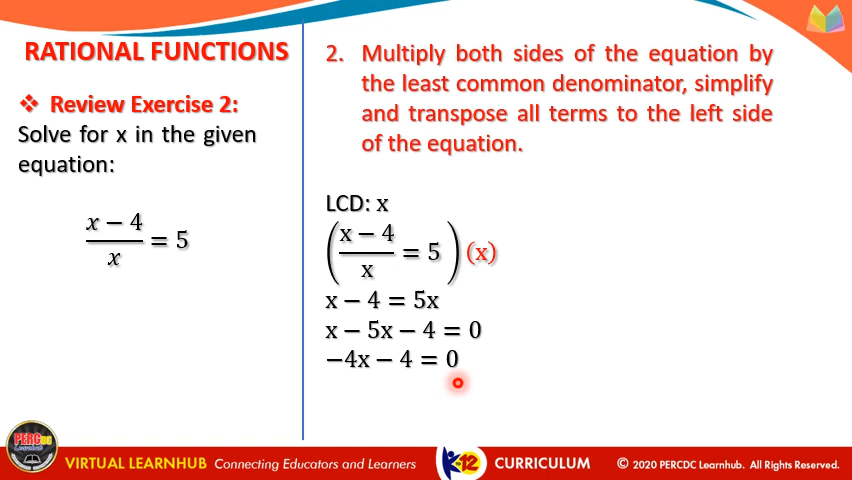 RATIONAL FUNCTIONS
❖ Review Exercise 2:
Solve for x in the given
equation:
(x − 4)/x = 5
2. Multiply both sides of the equation by
the least common denominator, simplify
and transpose all terms to the left side
of the equation.
LCD: x
((x − 4)/x = 5)(x)
x − 4 = 5x
x − 5x − 4 = 0
−4x − 4 = 0
PERCDC
Learnhub
VIRTUAL LEARNHUB Connecting Educators and Learners
K to 12 CURRICULUM
© 2020 PERCDC Learnhub. All Rights Reserved.